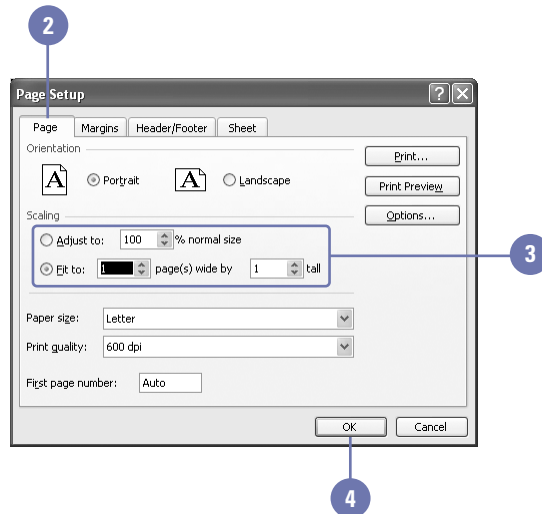 2
Page Setup
Page Margins Header/Footer Sheet
Orientation
Print...
A Portrait A Landscape
Print Preview
Scaling
Options...
Adjust to: 100 % normal size
3
Fit to: 1 page(s) wide by 1 tall
Paper size: Letter
Print quality: 600 dpi
First page number: Auto
OK Cancel
4